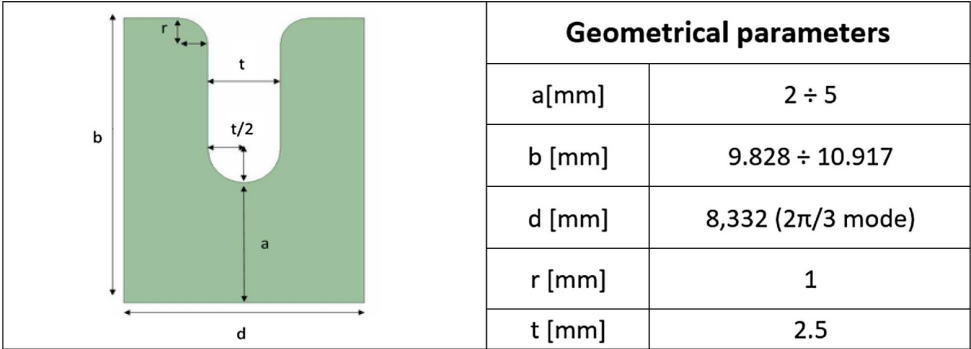 r
t
t/2
b
a
d
Geometrical parameters
a[mm] 2 ÷ 5
b [mm] 9.828 ÷ 10.917
d [mm] 8,332 (2π/3 mode)
r [mm] 1
t [mm] 2.5